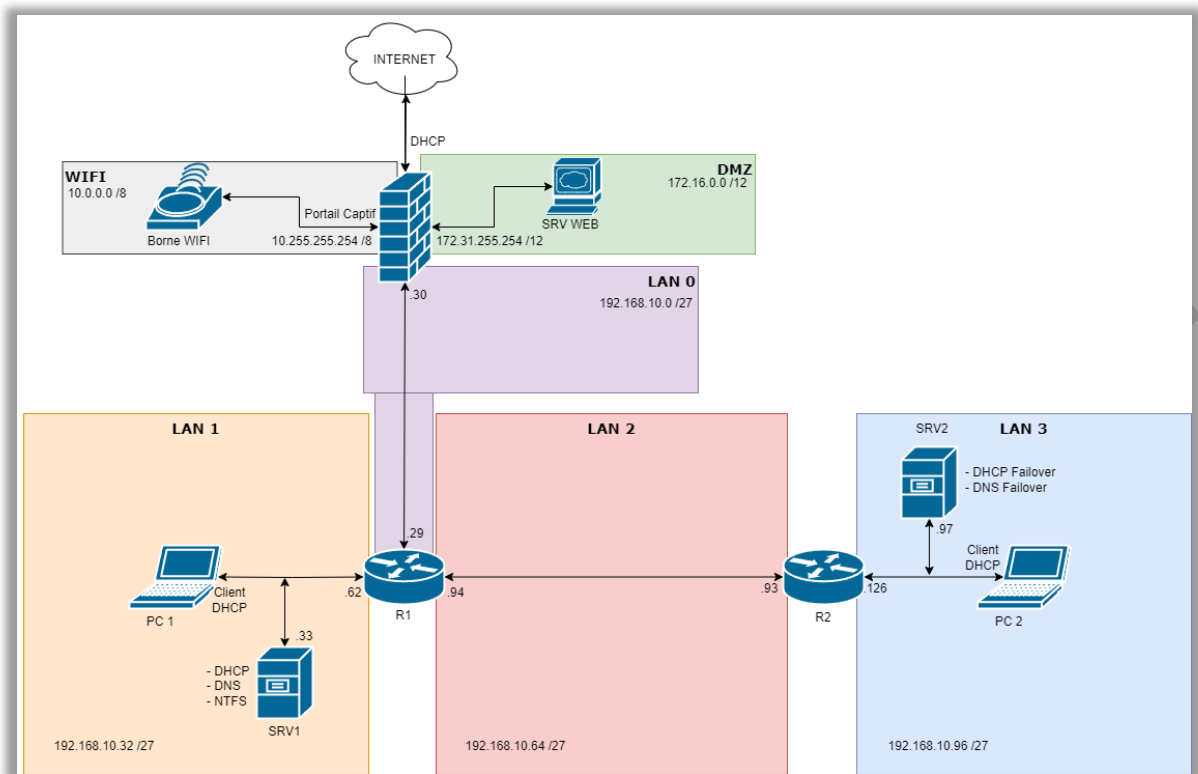 INTERNET
DHCP
WIFI
10.0.0.0 /8
Borne WIFI
Portail Captif
10.255.255.254 /8
DMZ
172.16.0.0 /12
SRV WEB
172.31.255.254 /12
.30
LAN 0
192.168.10.0 /27
LAN 1
.29
Client
DHCP
.62
PC 1
R1
.33
- DHCP
- DNS
- NTFS
SRV1
192.168.10.32 /27
LAN 2
.94
.93
192.168.10.64 /27
R2
SRV2
LAN 3
- DHCP Failover
- DNS Failover
.97
Client
DHCP
.126
PC 2
192.168.10.96 /27